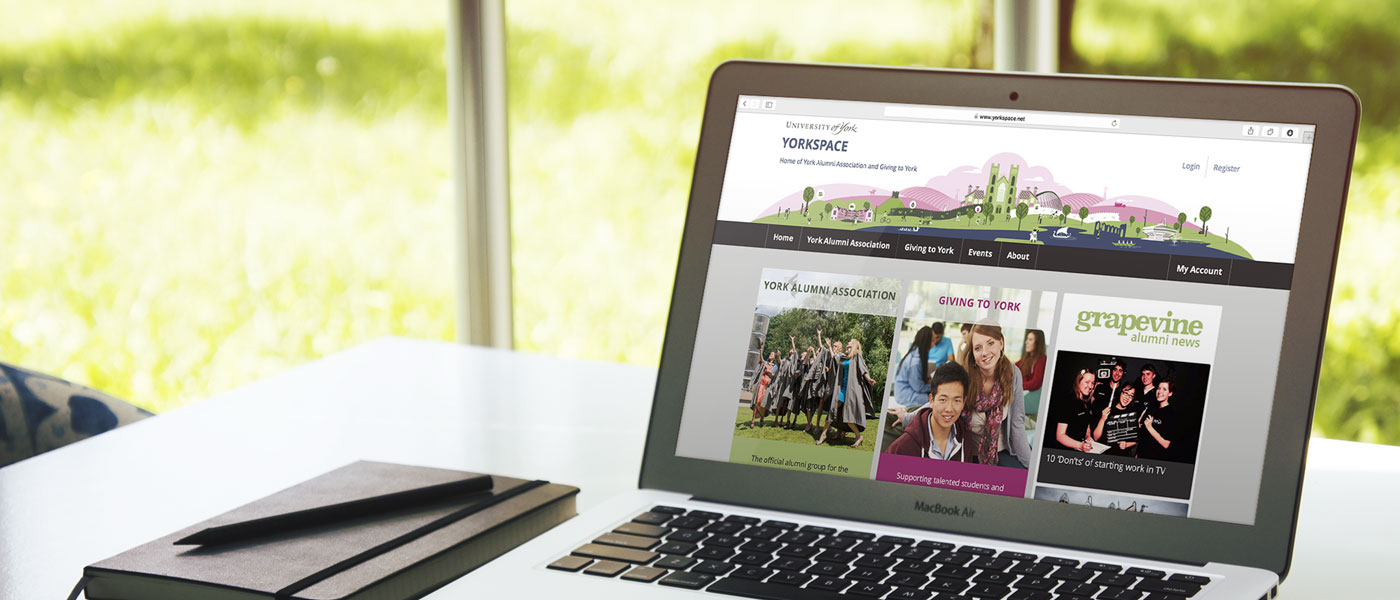 www.yorkspace.net
UNIVERSITY of York
YORKSPACE
Home of York Alumni Association and Giving to York
Login
Register
Home
York Alumni Association
Giving to York
Events
About
My Account
YORK ALUMNI ASSOCIATION
The official alumni group for the
GIVING TO YORK
Supporting talented students and
grapevine
alumni news
10 'Don'ts' of starting work in TV
MacBook Air